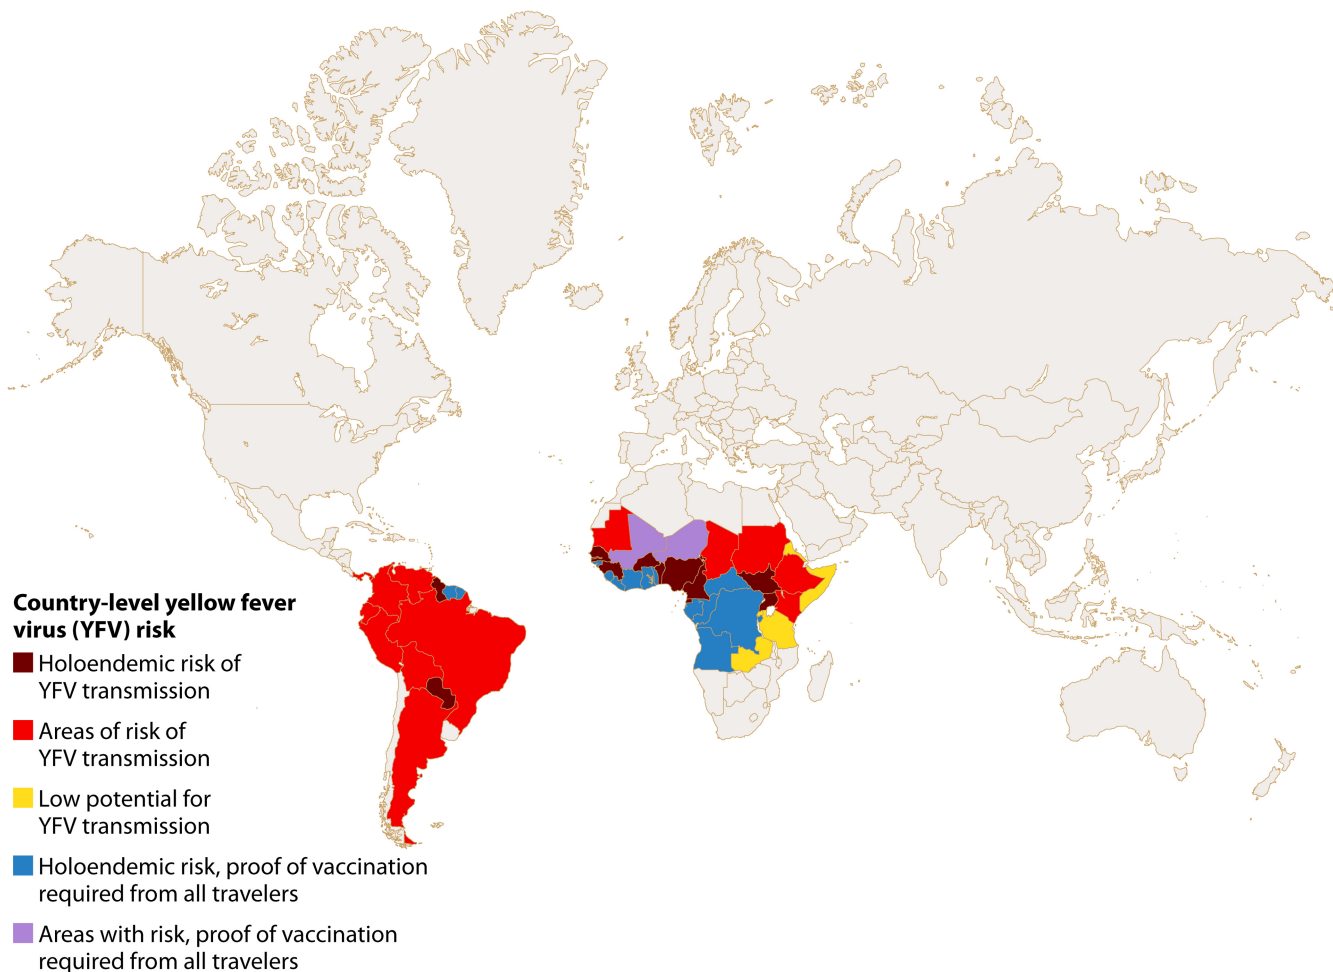 Country-level yellow fever
virus (YFV) risk
Holoendemic risk of
YFV transmission
Areas of risk of
YFV transmission
Low potential for
YFV transmission
Holoendemic risk, proof of vaccination
required from all travelers
Areas with risk, proof of vaccination
required from all travelers